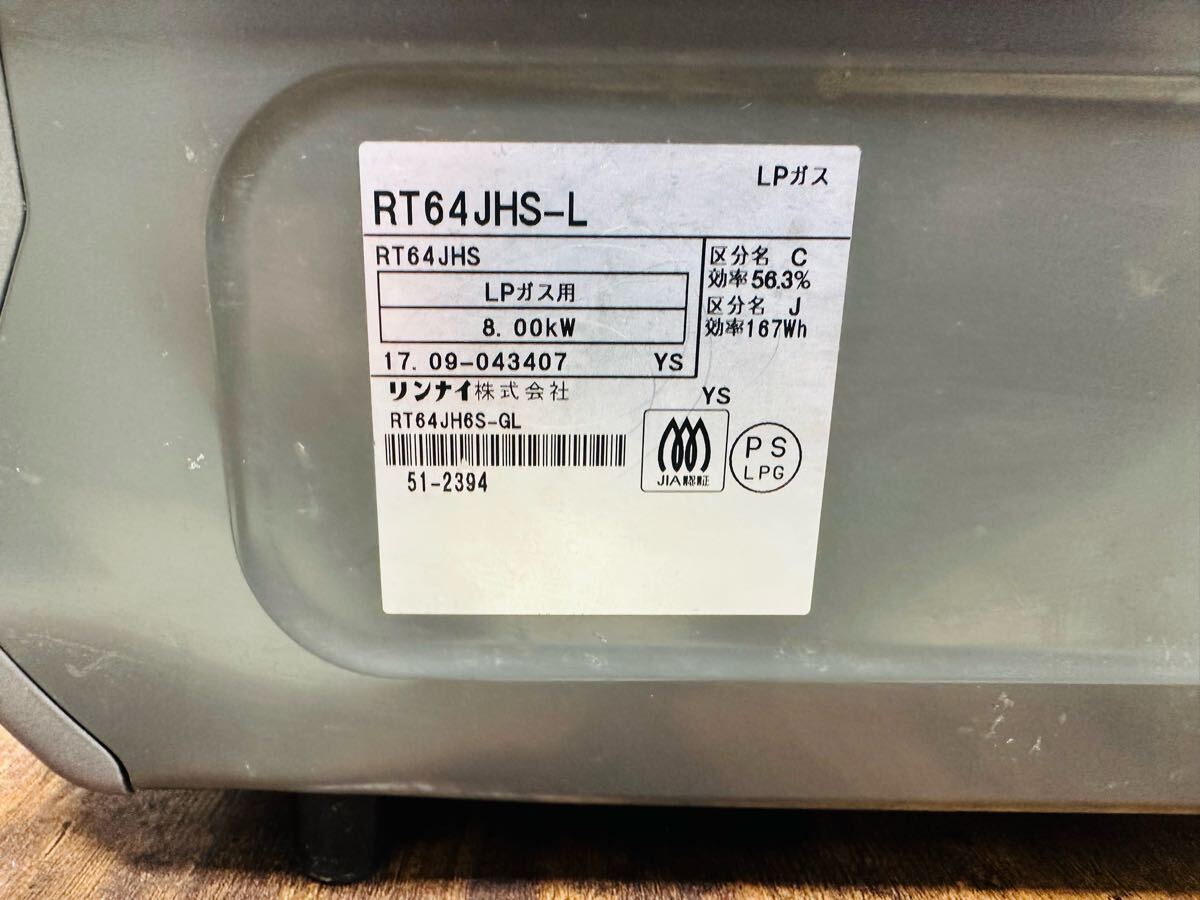 LPガス
RT64JHS-L
RT64JHS
LPガス用
8.00kW
17.09-043407 YS
区分名 C
効率56.3%
区分名 J
効率167Wh
リンナイ株式会社
YS
RT64JH6S-GL
51-2394
JIA認証
PS
LPG